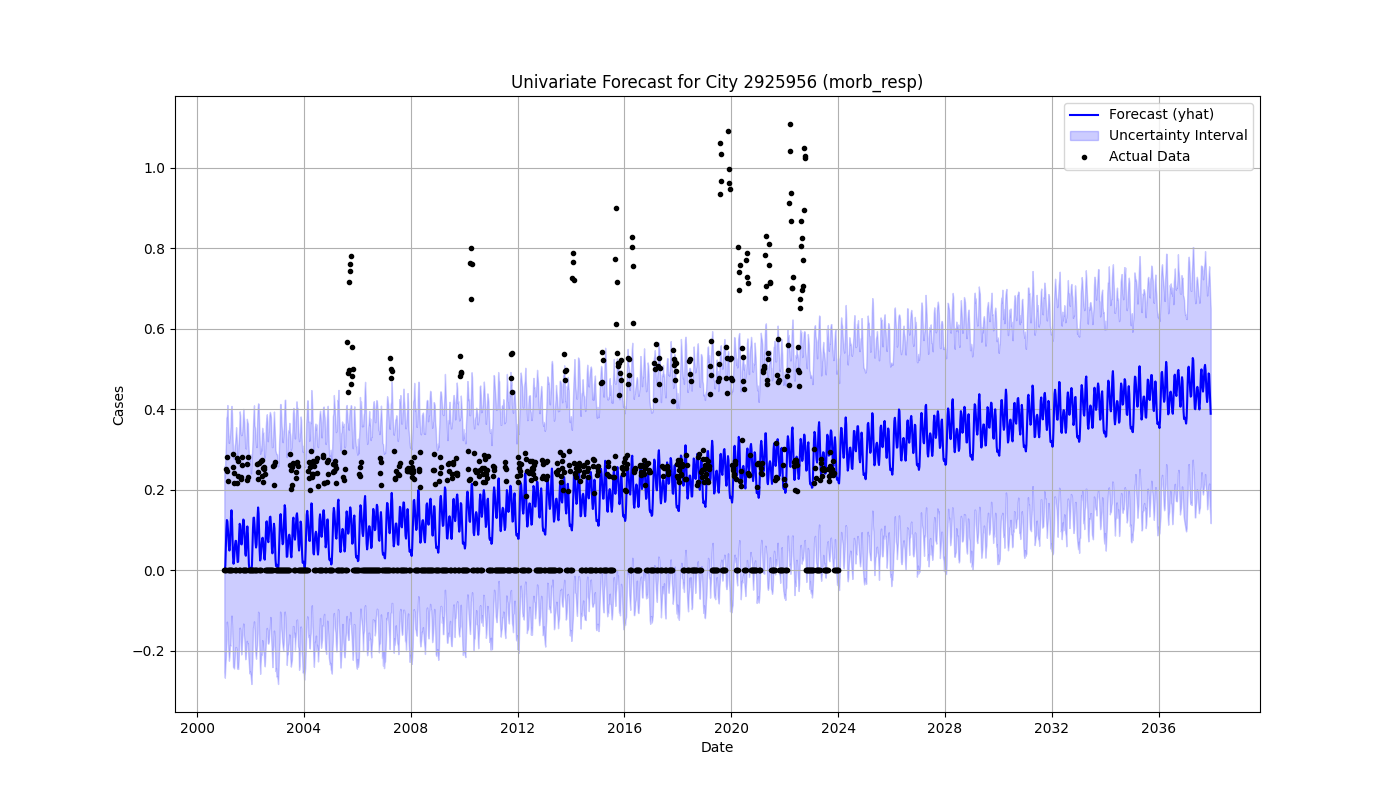 Univariate Forecast for City 2925956 (morb_resp)
Forecast (yhat)
Uncertainty Interval
Actual Data
Cases
1.0
0.8
0.6
0.4
0.2
0.0
−0.2
2000 2004 2008 2012 2016 2020 2024 2028 2032 2036
Date